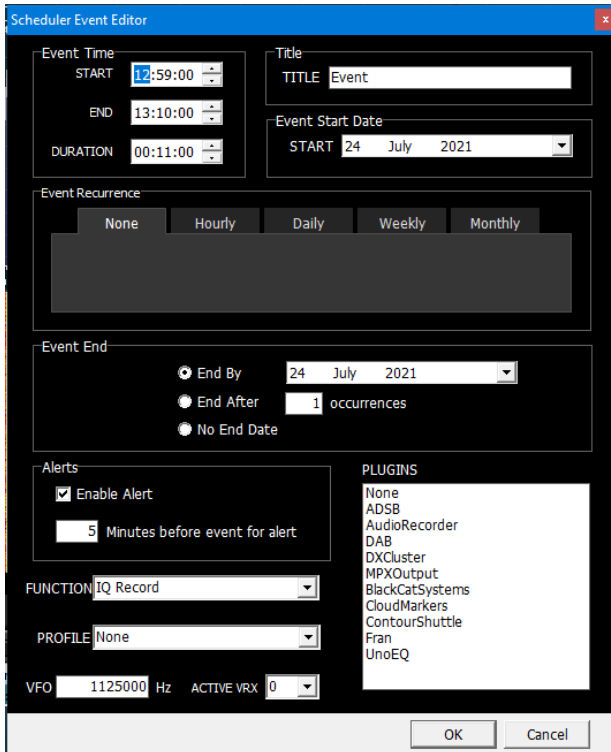 Scheduler Event Editor
x
Event Time
START 12:59:00
END 13:10:00
DURATION 00:11:00
Title
TITLE Event
Event Start Date
START 24 July 2021
Event Recurrence
None Hourly Daily Weekly Monthly
Event End
End By 24 July 2021
End After 1 occurrences
No End Date
Alerts
Enable Alert
5 Minutes before event for alert
FUNCTION IQ Record
PROFILE None
VFO 1125000 Hz ACTIVE VRX 0
PLUGINS
None
ADSB
AudioRecorder
DAB
DXCluster
MPXOutput
BlackCatSystems
CloudMarkers
ContourShuttle
Fran
UnoEQ
OK Cancel